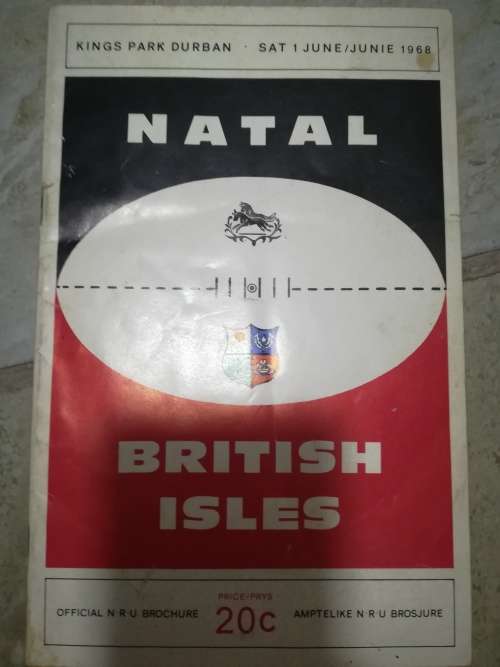 KINGS PARK DURBAN · SAT 1 JUNE/JUNIE 1968
NATAL
BRITISH
ISLES
PRICE-PRYS
OFFICIAL N·R·U BROCHURE 20c AMPTELIKE N·R·U BROSJURE